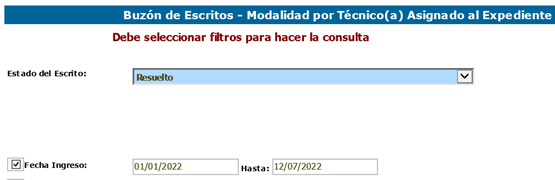 Buzón de Escritos - Modalidad por Técnico(a) Asignado al Expediente
Debe seleccionar filtros para hacer la consulta
Estado del Escrito: Resuelto
Fecha Ingreso: 01/01/2022 Hasta: 12/07/2022